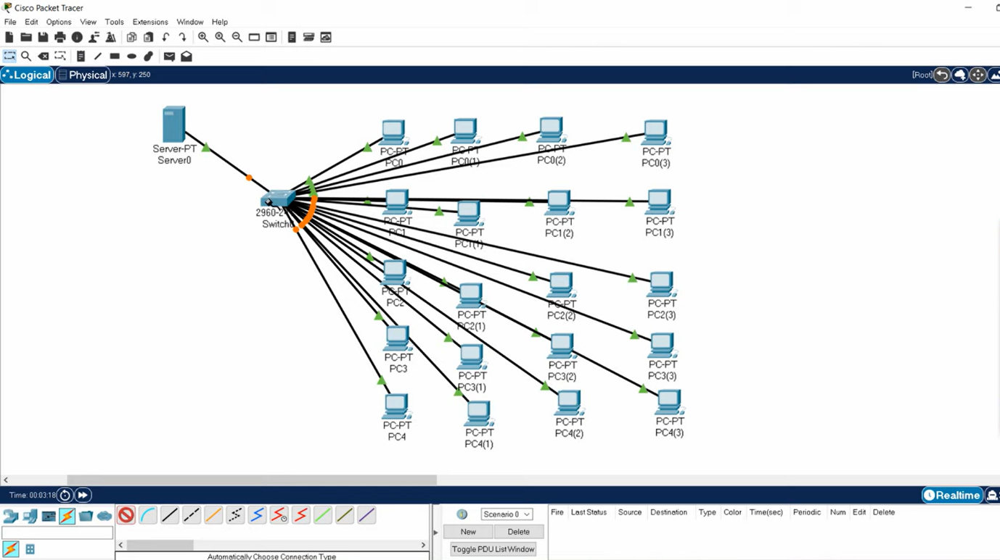 Cisco Packet Tracer
File Edit Options View Tools Extensions Window Help
Logical Physical x: 597, y: 250 [Root]
Server-PT
Server0
PC-PT
PC0
PC-PT
PC0(1)
PC-PT
PC0(2)
PC-PT
PC0(3)
Switch0
PC-PT
PC1
PC-PT
PC1(1)
PC-PT
PC1(2)
PC-PT
PC1(3)
PC-PT
PC2
PC-PT
PC2(1)
PC-PT
PC2(2)
PC-PT
PC2(3)
PC-PT
PC3
PC-PT
PC3(1)
PC-PT
PC3(2)
PC-PT
PC3(3)
PC-PT
PC4
PC-PT
PC4(1)
PC-PT
PC4(2)
PC-PT
PC4(3)
Time: 00:03:18 Realtime
Scenario 0
New Delete
Toggle PDU List Window
Fire Last Status Source Destination Type Color Time(sec) Periodic Num Edit Delete
Automatically Choose Connection Type